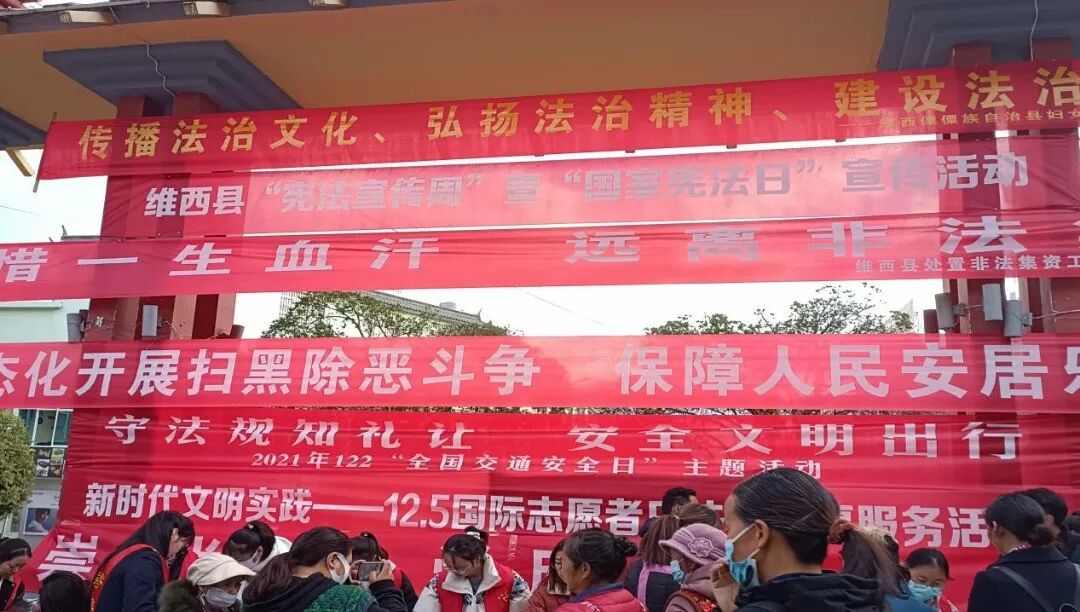 传播法治文化、弘扬法治精神、建设法治
维西傈僳族自治县妇女
维西县“宪法宣传周”暨“国家宪法日”宣传活动
惜一生血汗 远离非法
维西县处置非法集资工
态化开展扫黑除恶斗争 保障人民安居乐
守法规知礼让 安全文明出行
2021年122“全国交通安全日”主题活动
新时代文明实践——12.5国际志愿者日 服务活
崇